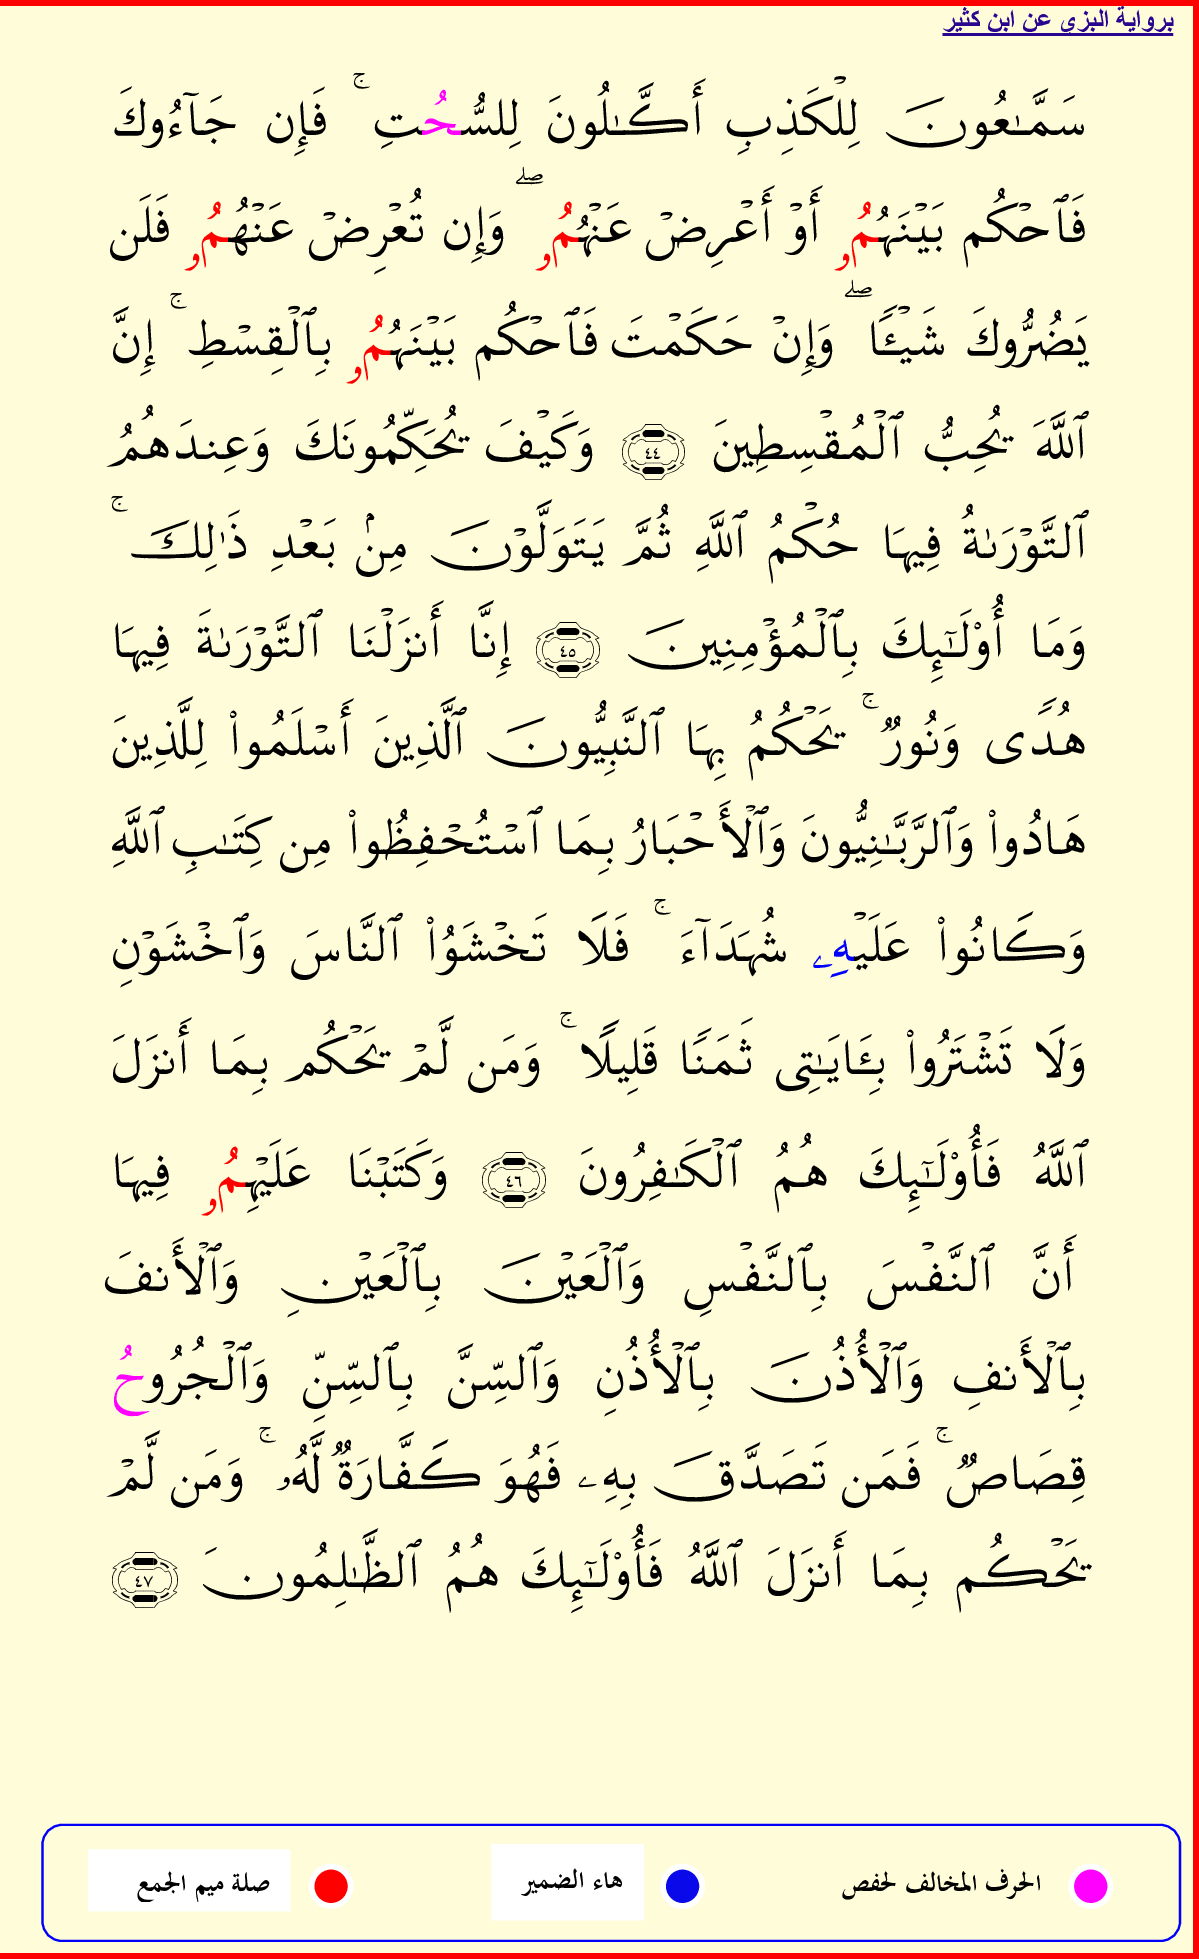 برواية البزي عن ابن كثير
سَمَّـٰعُونَ لِلْكَذِبِ أَكَّـٰلُونَ لِلسُّحُتِ ۚ فَإِن جَآءُوكَ
فَٱحْكُم بَيْنَهُمُۥ أَوْ أَعْرِضْ عَنْهُمُۥ ۖ وَإِن تُعْرِضْ عَنْهُمُۥ فَلَن
يَضُرُّوكَ شَيْـًٔا ۖ وَإِنْ حَكَمْتَ فَٱحْكُم بَيْنَهُمُۥ بِٱلْقِسْطِ ۚ إِنَّ
ٱللَّهَ يُحِبُّ ٱلْمُقْسِطِينَ ٤٤ وَكَيْفَ يُحَكِّمُونَكَ وَعِندَهُمُ
ٱلتَّوْرَىٰةُ فِيهَا حُكْمُ ٱللَّهِ ثُمَّ يَتَوَلَّوْنَ مِنۢ بَعْدِ ذَٰلِكَ ۚ
وَمَا أُو۟لَـٰٓئِكَ بِٱلْمُؤْمِنِينَ ٤٥ إِنَّا أَنزَلْنَا ٱلتَّوْرَىٰةَ فِيهَا
هُدًى وَنُورٌ ۚ يَحْكُمُ بِهَا ٱلنَّبِيُّونَ ٱلَّذِينَ أَسْلَمُوا۟ لِلَّذِينَ
هَادُوا۟ وَٱلرَّبَّـٰنِيُّونَ وَٱلْأَحْبَارُ بِمَا ٱسْتُحْفِظُوا۟ مِن كِتَـٰبِ ٱللَّهِ
وَكَانُوا۟ عَلَيْهِۦ شُهَدَآءَ ۚ فَلَا تَخْشَوُا۟ ٱلنَّاسَ وَٱخْشَوْنِ
وَلَا تَشْتَرُوا۟ بِـَٔايَـٰتِى ثَمَنًا قَلِيلًا ۚ وَمَن لَّمْ يَحْكُم بِمَا أَنزَلَ
ٱللَّهُ فَأُو۟لَـٰٓئِكَ هُمُ ٱلْكَـٰفِرُونَ ٤٦ وَكَتَبْنَا عَلَيْهِمُۥ فِيهَا
أَنَّ ٱلنَّفْسَ بِٱلنَّفْسِ وَٱلْعَيْنَ بِٱلْعَيْنِ وَٱلْأَنفَ
بِٱلْأَنفِ وَٱلْأُذُنَ بِٱلْأُذُنِ وَٱلسِّنَّ بِٱلسِّنِّ وَٱلْجُرُوحُ
قِصَاصٌ ۚ فَمَن تَصَدَّقَ بِهِۦ فَهُوَ كَفَّارَةٌ لَّهُۥ ۚ وَمَن لَّمْ
يَحْكُم بِمَا أَنزَلَ ٱللَّهُ فَأُو۟لَـٰٓئِكَ هُمُ ٱلظَّـٰلِمُونَ ٤٧
الحرف المخالف لحفص هاء الضمير صلة ميم الجمع